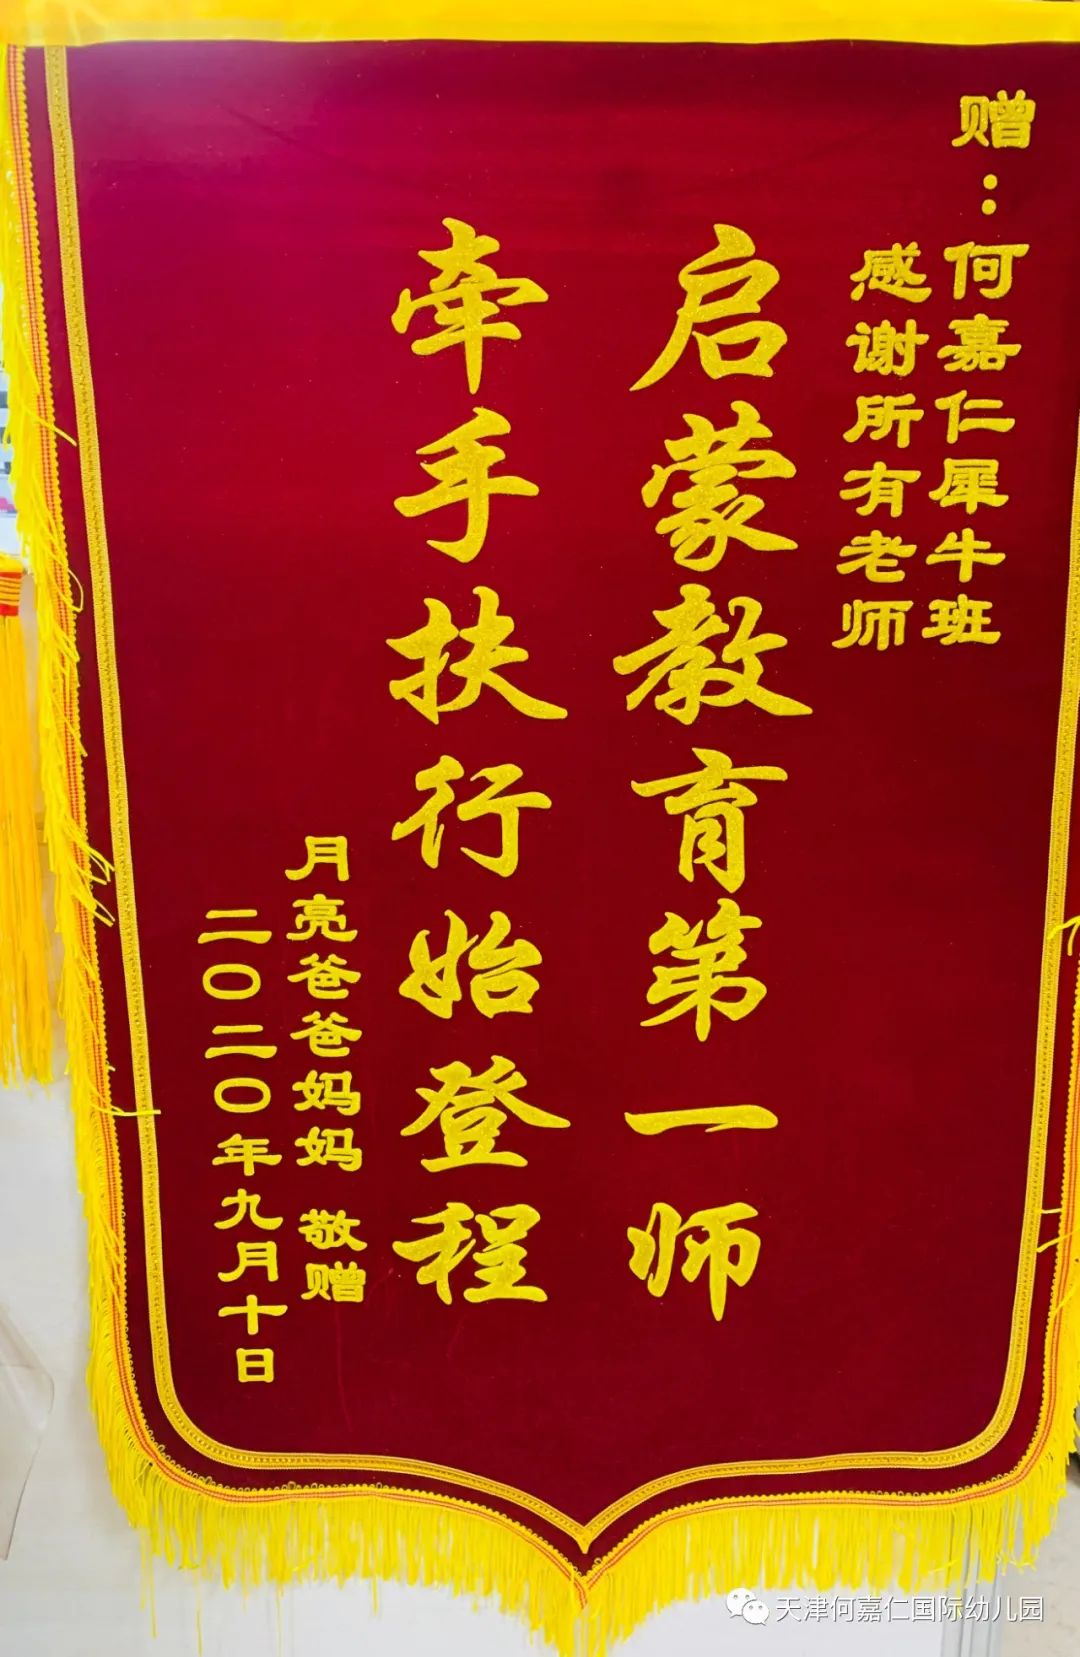 赠：何嘉仁犀牛班
感谢所有老师
启蒙教育第一师
牵手扶行始登程
月亮爸爸妈妈 敬赠
二〇二〇年九月十日
天津何嘉仁国际幼儿园